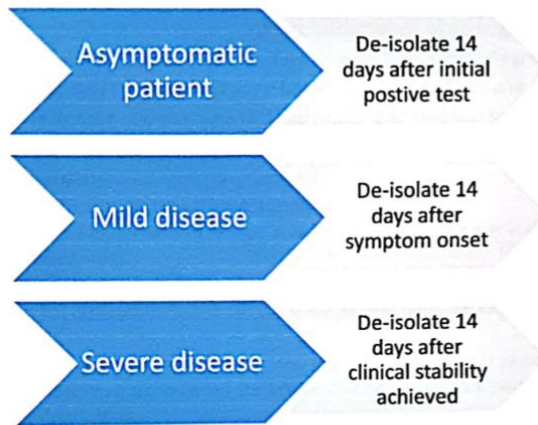 Asymptomatic
patient
De-isolate 14
days after initial
postive test
Mild disease
De-isolate 14
days after
symptom onset
Severe disease
De-isolate 14
days after
clinical stability
achieved